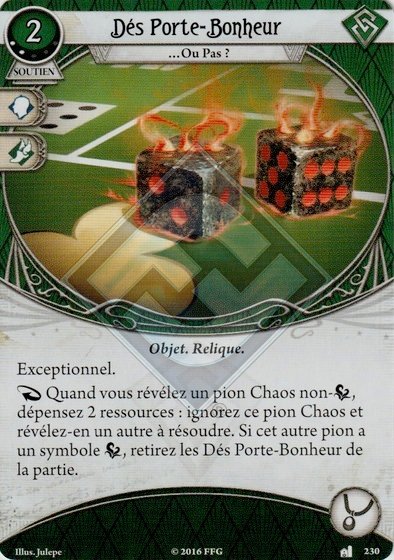 2
Dés Porte-Bonheur
...Ou Pas ?
SOUTIEN
Objet. Relique.
Exceptionnel.
Quand vous révélez un pion Chaos non-,
dépensez 2 ressources : ignorez ce pion Chaos et
révélez-en un autre à résoudre. Si cet autre pion a
un symbole , retirez les Dés Porte-Bonheur de
la partie.
Illus. Julepe
© 2016 FFG
230